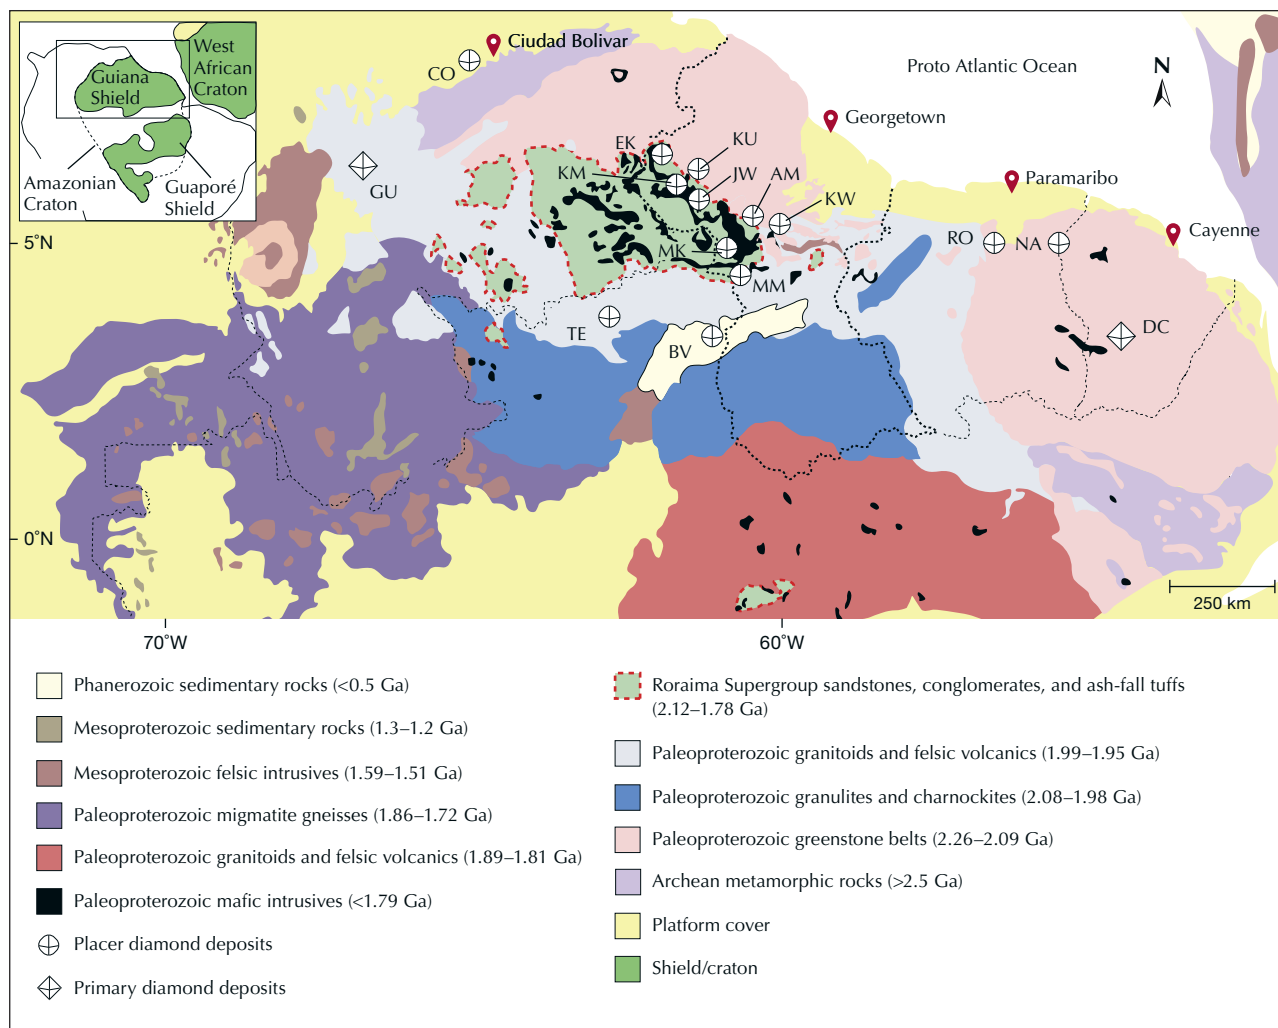 West
African
Craton
Guiana
Shield
Amazonian
Craton
Guaporé
Shield
Ciudad Bolivar
CO
Proto Atlantic Ocean
N
Georgetown
EK
KU
KM
JW
AM
GU
KW
Paramaribo
5°N
MK
RO
NA
Cayenne
MM
TE
BV
DC
0°N
250 km
70°W
60°W
Phanerozoic sedimentary rocks (<0.5 Ga)
Mesoproterozoic sedimentary rocks (1.3–1.2 Ga)
Mesoproterozoic felsic intrusives (1.59–1.51 Ga)
Paleoproterozoic migmatite gneisses (1.86–1.72 Ga)
Paleoproterozoic granitoids and felsic volcanics (1.89–1.81 Ga)
Paleoproterozoic mafic intrusives (<1.79 Ga)
Placer diamond deposits
Primary diamond deposits
Roraima Supergroup sandstones, conglomerates, and ash-fall tuffs
(2.12–1.78 Ga)
Paleoproterozoic granitoids and felsic volcanics (1.99–1.95 Ga)
Paleoproterozoic granulites and charnockites (2.08–1.98 Ga)
Paleoproterozoic greenstone belts (2.26–2.09 Ga)
Archean metamorphic rocks (>2.5 Ga)
Platform cover
Shield/craton